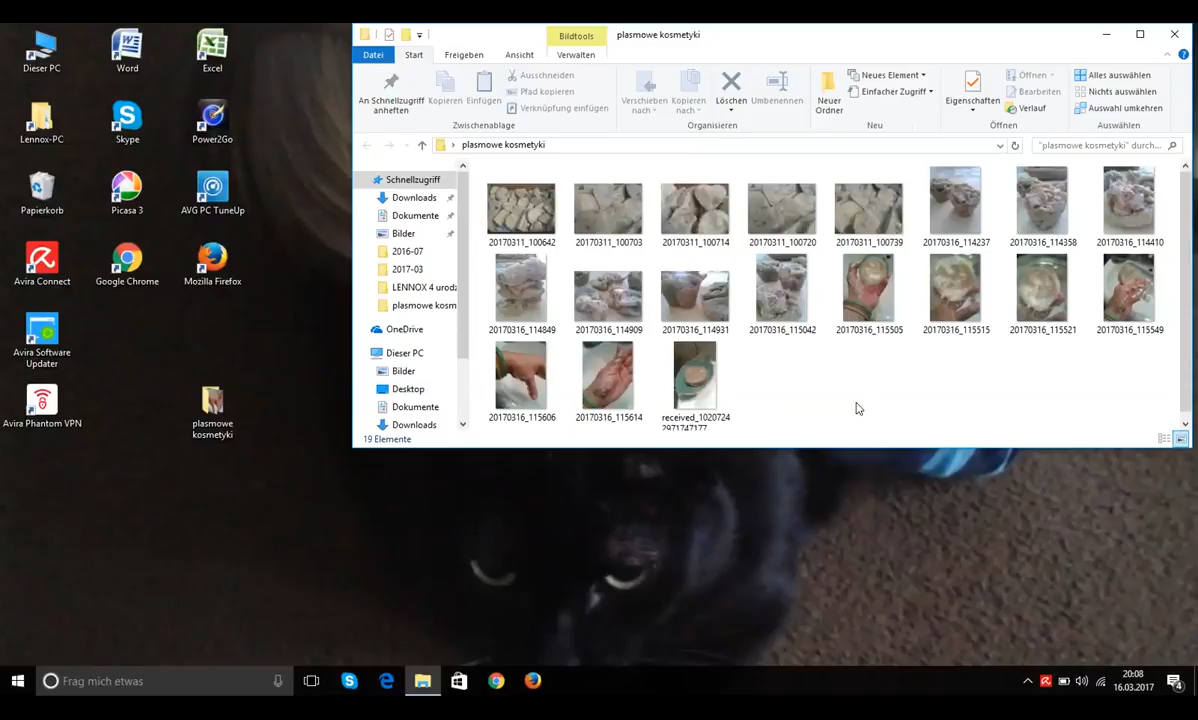 Dieser PC
Word
Excel
Lennox-PC
Skype
Power2Go
Papierkorb
Picasa 3
AVG PC TuneUp
Avira Connect
Google Chrome
Mozilla Firefox
Avira Software
Updater
Avira Phantom VPN
plasmowe
kosmetyki
Bildtools
plasmowe kosmetyki
Datei
Start
Freigeben
Ansicht
Verwalten
An Schnellzugriff
anheften
Kopieren
Einfügen
Ausschneiden
Pfad kopieren
Verknüpfung einfügen
Zwischenablage
Verschieben
nach
Kopieren
nach
Löschen
Umbenennen
Organisieren
Neuer
Ordner
Neues Element
Einfacher Zugriff
Neu
Eigenschaften
Öffnen
Bearbeiten
Verlauf
Öffnen
Alles auswählen
Nichts auswählen
Auswahl umkehren
Auswählen
plasmowe kosmetyki
"plasmowe kosmetyki" durch...
Schnellzugriff
Downloads
Dokumente
Bilder
2016-07
2017-03
LENNOX 4 urodz
plasmowe kosm
OneDrive
Dieser PC
Bilder
Desktop
Dokumente
Downloads
20170311_100642
20170311_100703
20170311_100714
20170311_100720
20170311_100739
20170316_114237
20170316_114358
20170316_114410
20170316_114849
20170316_114909
20170316_114931
20170316_115042
20170316_115505
20170316_115515
20170316_115521
20170316_115549
20170316_115606
20170316_115614
received_1020724
2971747177
19 Elemente
Frag mich etwas
20:08
16.03.2017
4